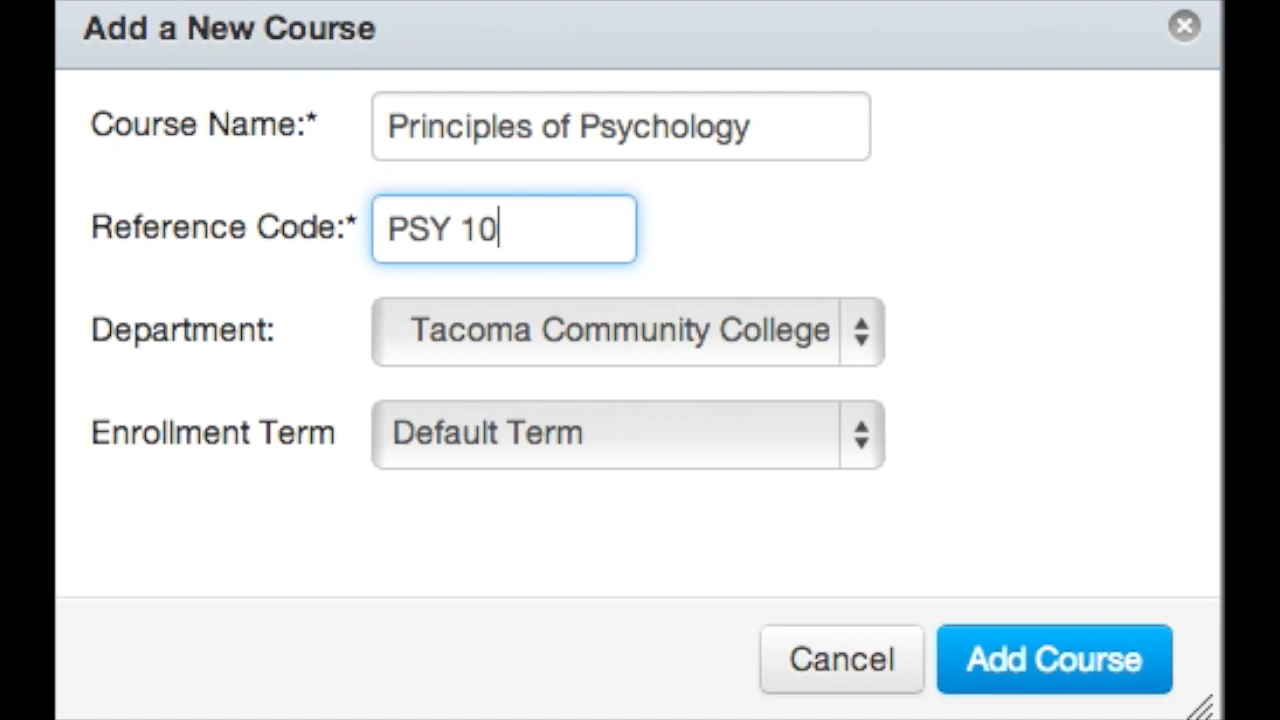 Add a New Course
Course Name:* Principles of Psychology
Reference Code:* PSY 10
Department: Tacoma Community College
Enrollment Term Default Term
Cancel Add Course